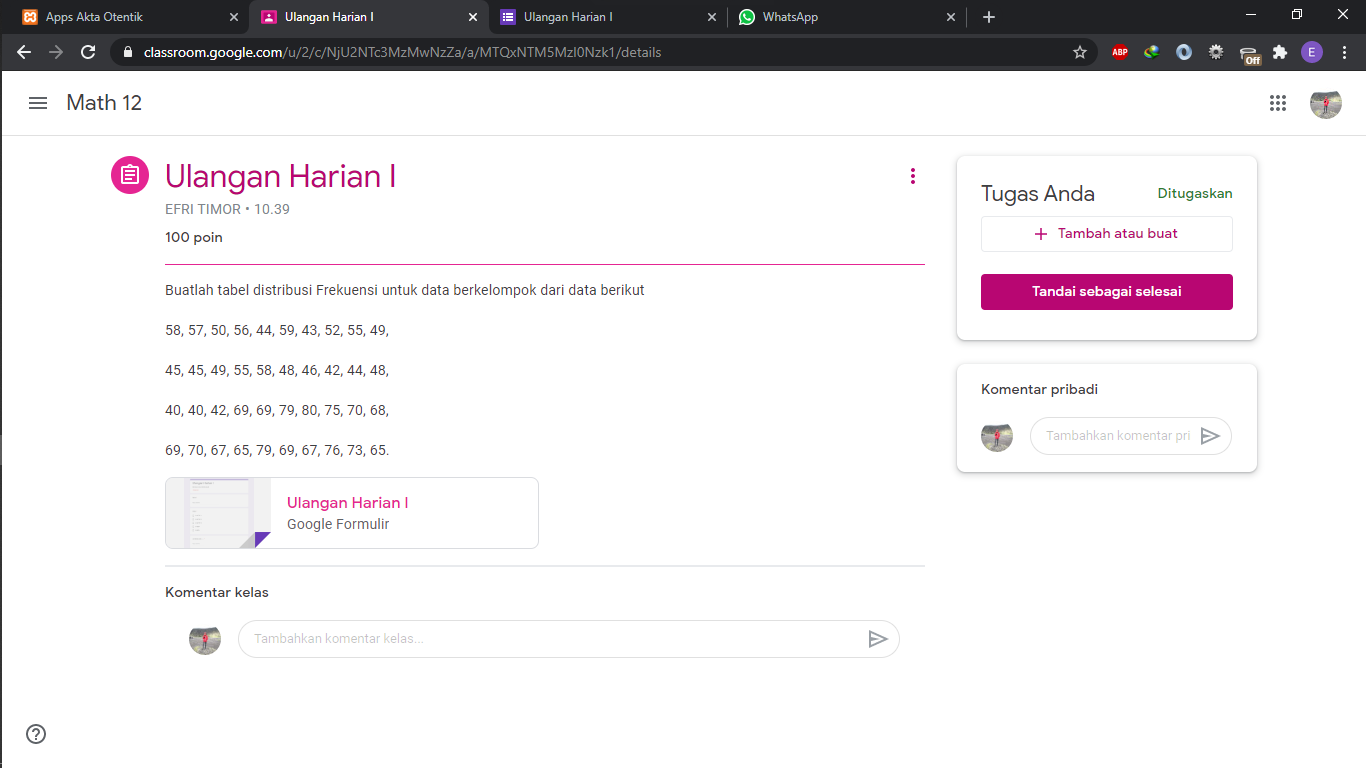 Apps Akta Otentik
Ulangan Harian I
Ulangan Harian I
WhatsApp
classroom.google.com/u/2/c/NjU2NTc3MzMwNzZa/a/MTQxNTM5MzI0Nzk1/details
ABP
Off
E
Math 12
Ulangan Harian I
EFRI TIMOR • 10.39
100 poin
Buatlah tabel distribusi Frekuensi untuk data berkelompok dari data berikut
58, 57, 50, 56, 44, 59, 43, 52, 55, 49,
45, 45, 49, 55, 58, 48, 46, 42, 44, 48,
40, 40, 42, 69, 69, 79, 80, 75, 70, 68,
69, 70, 67, 65, 79, 69, 67, 76, 73, 65.
Ulangan Harian I
Google Formulir
Komentar kelas
Tambahkan komentar kelas...
Tugas Anda
Ditugaskan
+ Tambah atau buat
Tandai sebagai selesai
Komentar pribadi
Tambahkan komentar pri